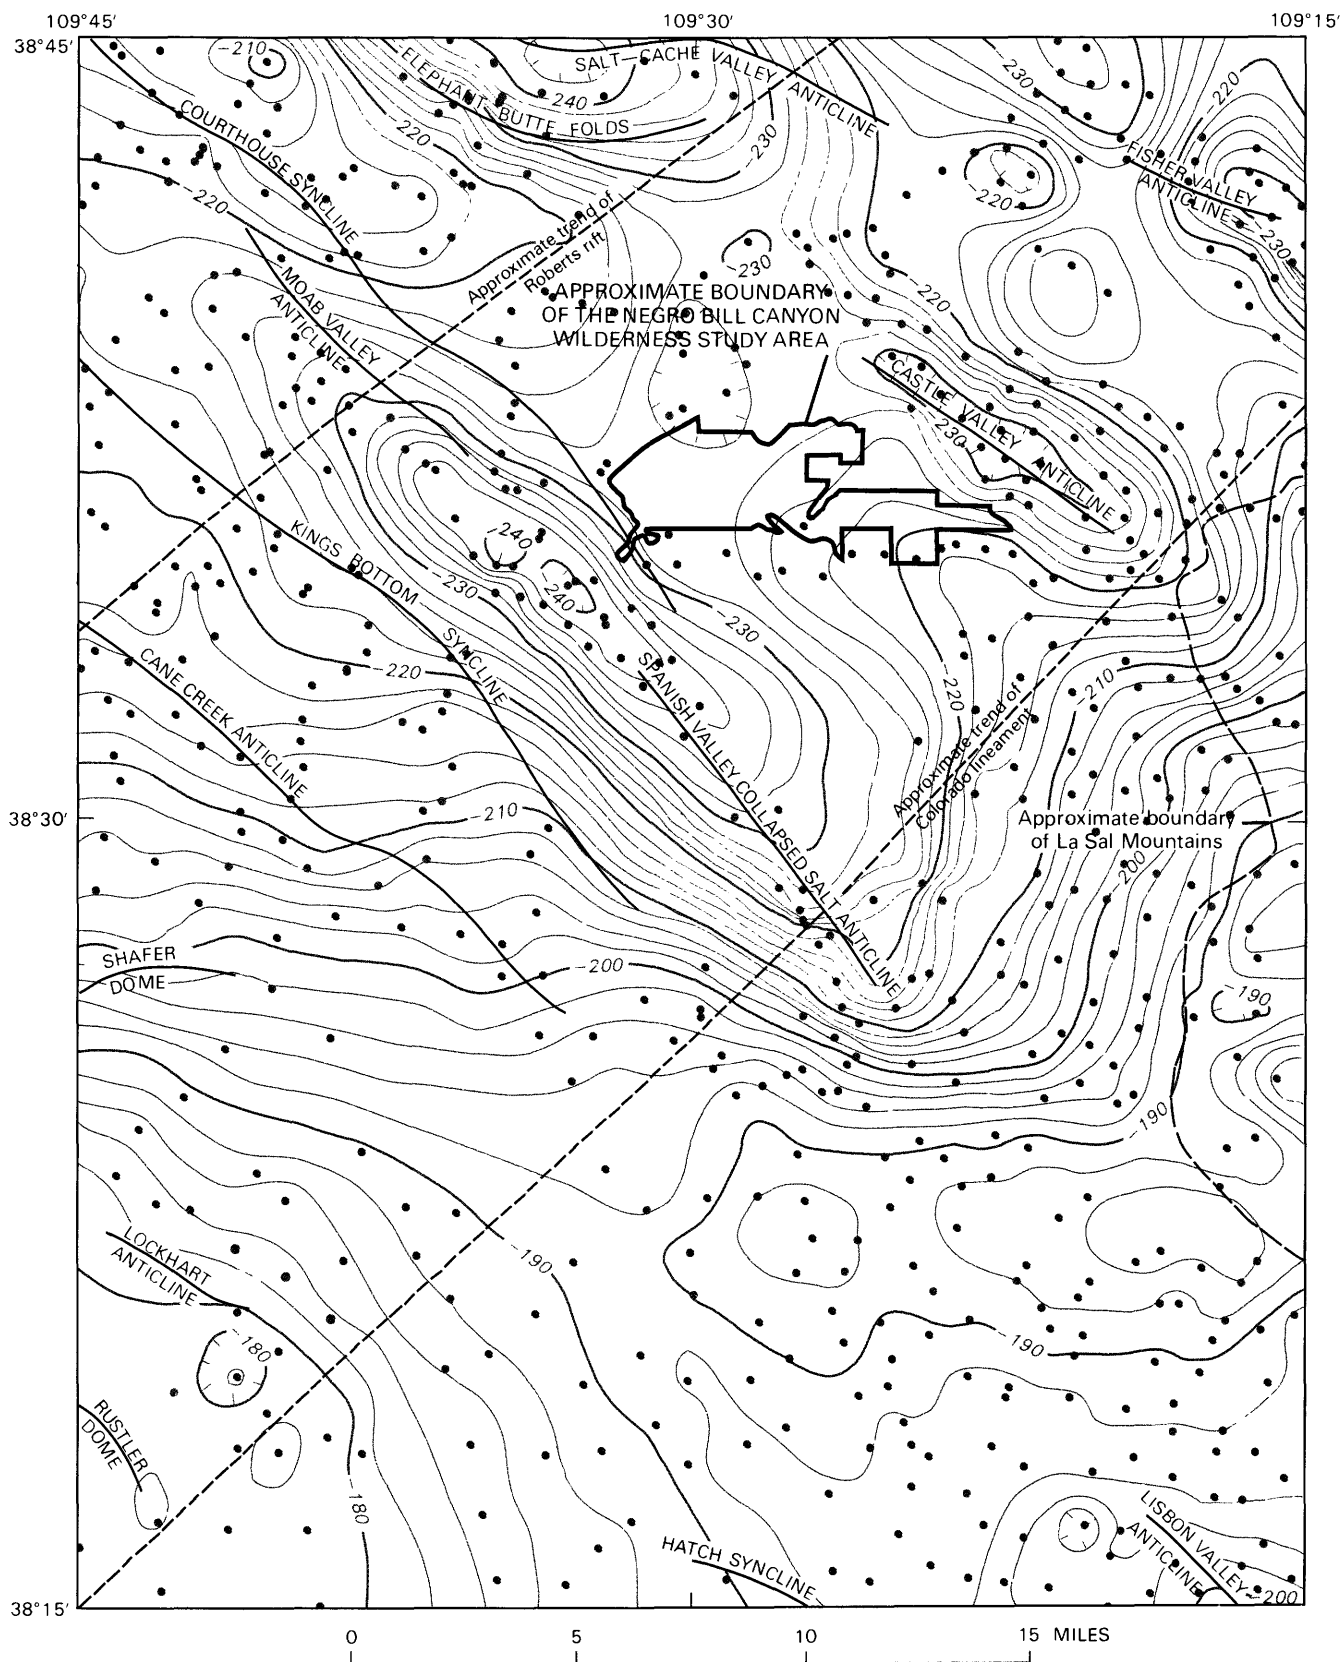 109°45'
109°30'
109°15'
38°45'
-210
SALT-CACHE VALLEY ANTICLINE
ELEPHANT BUTTE FOLDS
240
230
220
COURTHOUSE SYNCLINE
220
-230
FISHER VALLEY
ANTICLINE
-220
-230
-220
Approximate trend of
Roberts rift
-230
MOAB VALLEY
ANTICLINE
APPROXIMATE BOUNDARY
OF THE NEGRO BILL CANYON
WILDERNESS STUDY AREA
220
CASTLE VALLEY ANTICLINE
-230
KINGS BOTTOM
SYNCLINE
240
-240
-230
-230
CANE CREEK ANTICLINE
-220
SPANISH VALLEY COLLAPSED SALT ANTICLINE
-220
-210
Approximate trend of
Colorado lineament
38°30'
-210
Approximate boundary
of La Sal Mountains
-200
SHAFER
DOME
-200
-190
-190
LOCKHART
ANTICLINE
-190
-180
-190
RUSTLER
DOME
-180
HATCH SYNCLINE
LISBON VALLEY
ANTICLINE
-200
38°15'
0
5
10
15 MILES